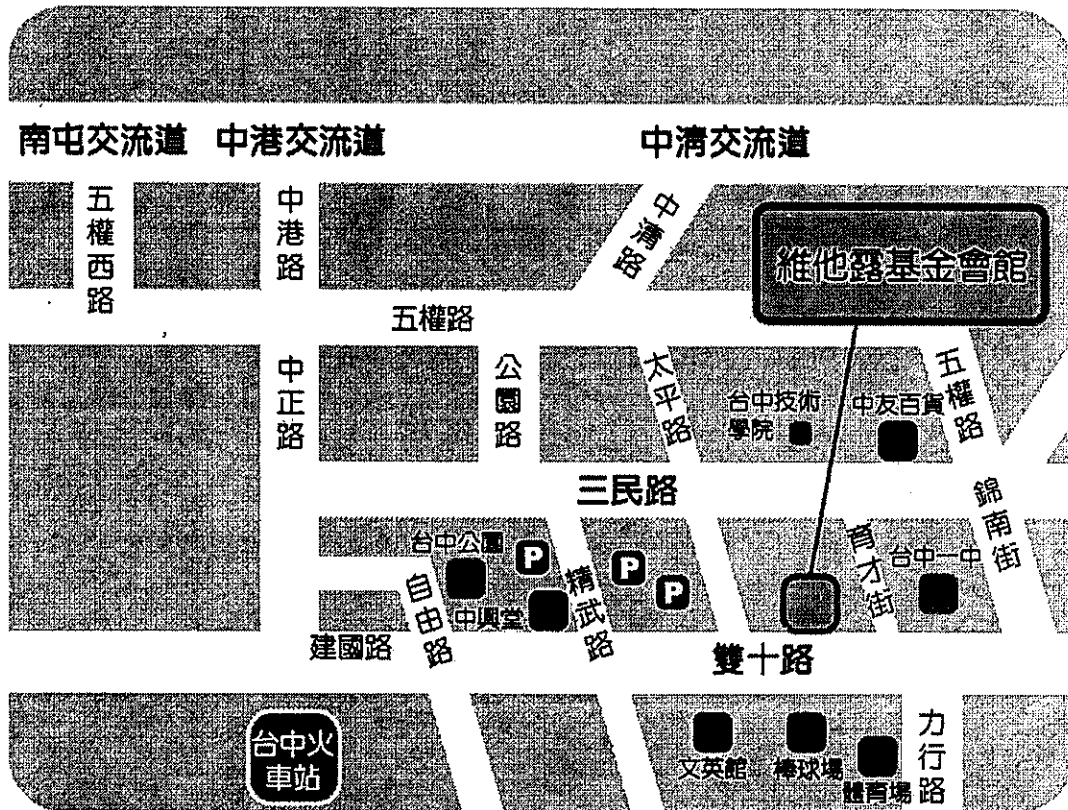 南屯交流道
中港交流道
中清交流道
五權西路
中港路
中清路
維他露基金會館
五權路
中正路
公園路
太平路
台中技術
學院
中友百貨
五權路
三民路
錦南街
台中公園
P
P
P
自由路
中興堂
精武路
育才街
台中一中
建國路
雙十路
台中火
車站
文英館
棒球場
體育場
力行路